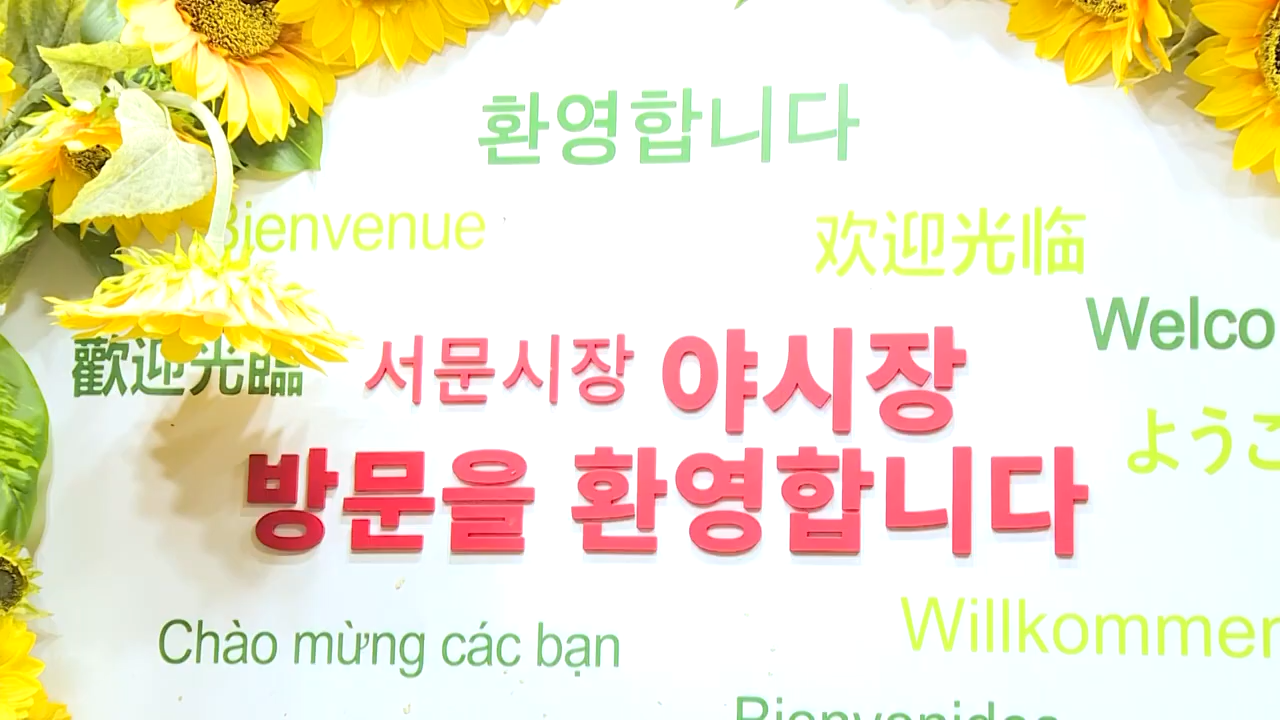 환영합니다
Bienvenue
欢迎光临
Welco
歡迎光臨
서문시장 야시장
ようこ
방문을 환영합니다
Chào mừng các bạn
Willkommen
Bienvenidos